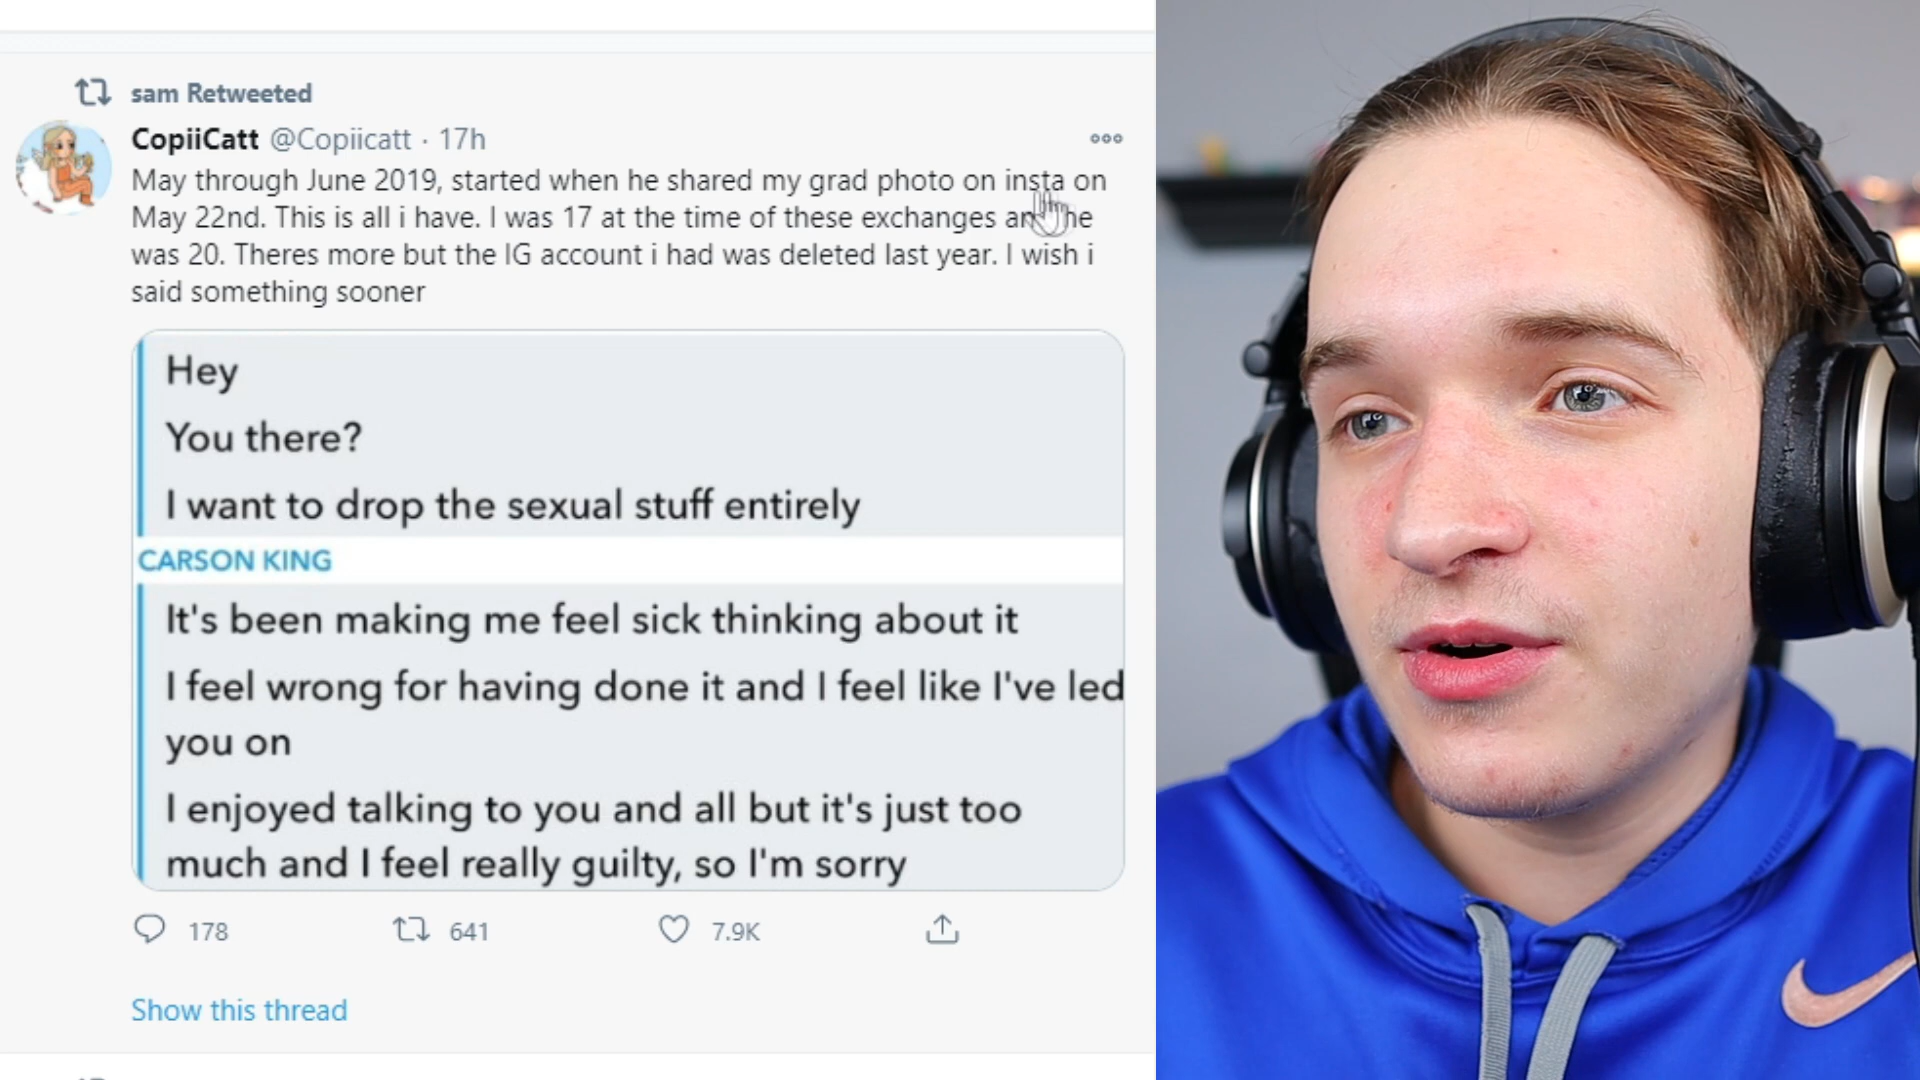 sam Retweeted
CopiiCatt @Copiicatt · 17h
May through June 2019, started when he shared my grad photo on insta on
May 22nd. This is all i have. I was 17 at the time of these exchanges and he
was 20. Theres more but the IG account i had was deleted last year. I wish i
said something sooner
Hey
You there?
I want to drop the sexual stuff entirely
CARSON KING
It's been making me feel sick thinking about it
I feel wrong for having done it and I feel like I've led
you on
I enjoyed talking to you and all but it's just too
much and I feel really guilty, so I'm sorry
178
641
7.9K
Show this thread